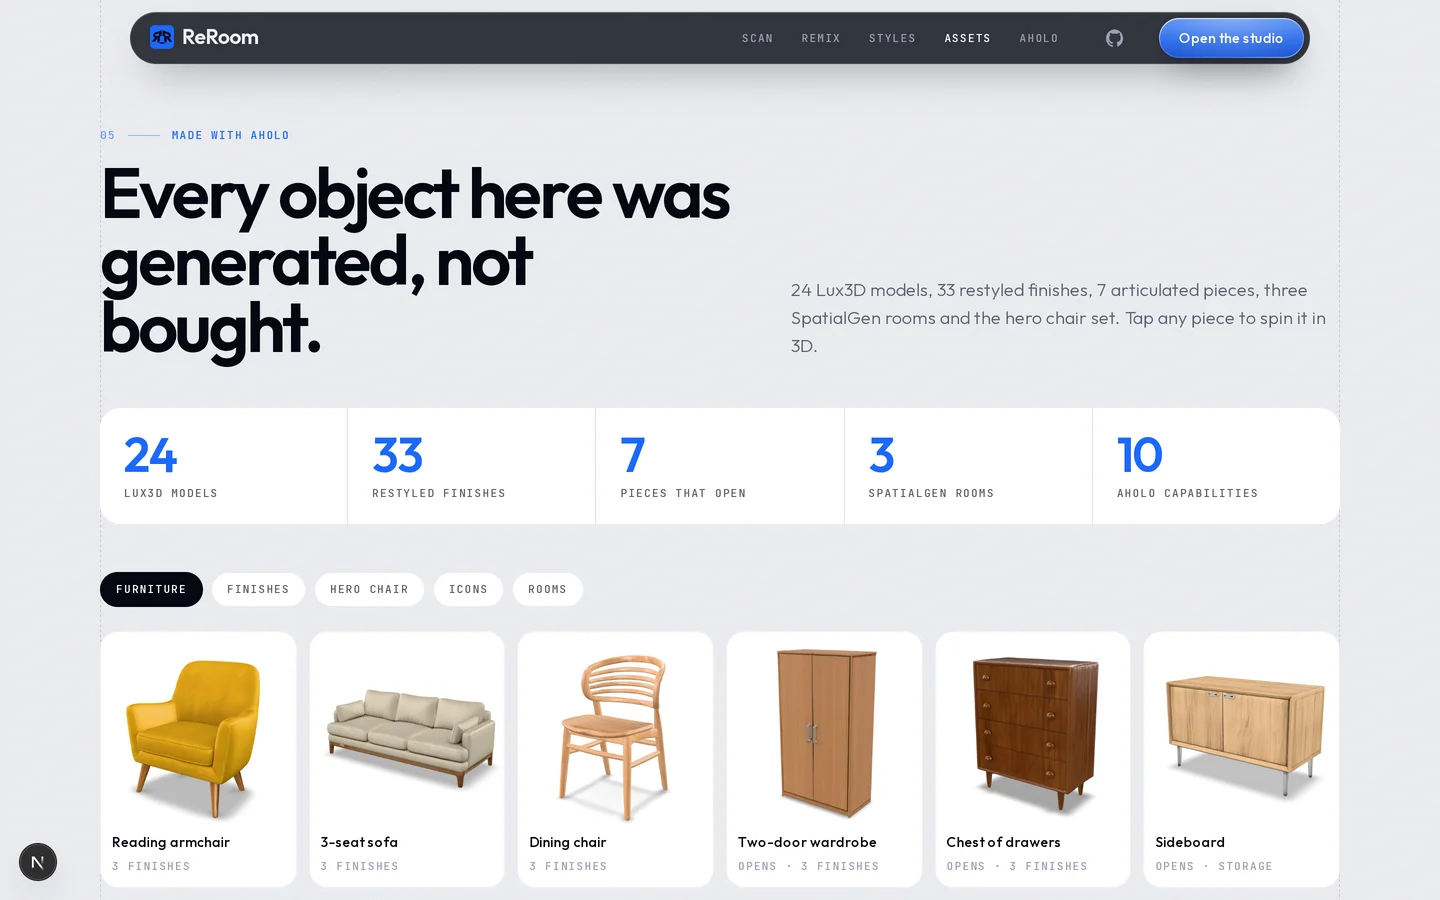 ReRoom
SCAN
REMIX
STYLES
ASSETS
AHOLO
Open the studio
05
MADE WITH AHOLO
Every object here was
generated, not
bought.
24 Lux3D models, 33 restyled finishes, 7 articulated pieces, three
SpatialGen rooms and the hero chair set. Tap any piece to spin it in
3D.
24
LUX3D MODELS
33
RESTYLED FINISHES
7
PIECES THAT OPEN
3
SPATIALGEN ROOMS
10
AHOLO CAPABILITIES
FURNITURE
FINISHES
HERO CHAIR
ICONS
ROOMS
Reading armchair
3 FINISHES
3-seat sofa
3 FINISHES
Dining chair
3 FINISHES
Two-door wardrobe
OPENS · 3 FINISHES
Chest of drawers
OPENS · 3 FINISHES
Sideboard
OPENS · STORAGE
N